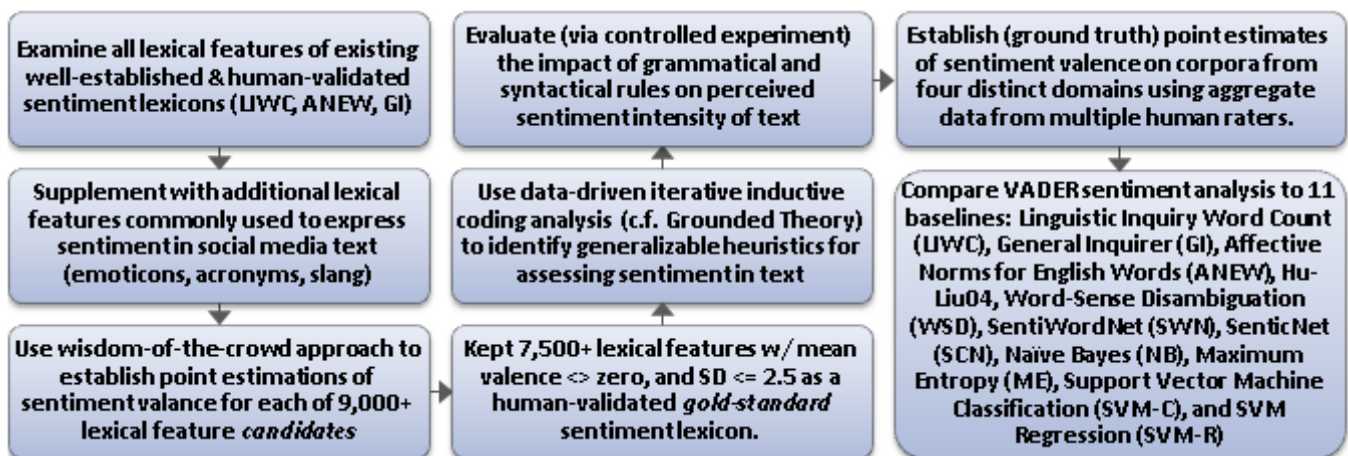 Examine all lexical features of existing
well-established & human-validated
sentiment lexicons (LIWC, ANEW, GI)
Supplement with additional lexical
features commonly used to express
sentiment in social media text
(emoticons, acronyms, slang)
Use wisdom-of-the-crowd approach to
establish point estimations of
sentiment valance for each of 9,000+
lexical feature candidates
Kept 7,500+ lexical features w/ mean
valence <> zero, and SD <= 2.5 as a
human-validated gold-standard
sentiment lexicon.
Use data-driven iterative inductive
coding analysis (c.f. Grounded Theory)
to identify generalizable heuristics for
assessing sentiment in text
Evaluate (via controlled experiment)
the impact of grammatical and
syntactical rules on perceived
sentiment intensity of text
Establish (ground truth) point estimates
of sentiment valence on corpora from
four distinct domains using aggregate
data from multiple human raters.
Compare VADER sentiment analysis to 11
baselines: Linguistic Inquiry Word Count
(LIWC), General Inquirer (GI), Affective
Norms for English Words (ANEW), Hu-
Liu04, Word-Sense Disambiguation
(WSD), SentiWordNet (SWN), SenticNet
(SCN), Naïve Bayes (NB), Maximum
Entropy (ME), Support Vector Machine
Classification (SVM-C), and SVM
Regression (SVM-R)